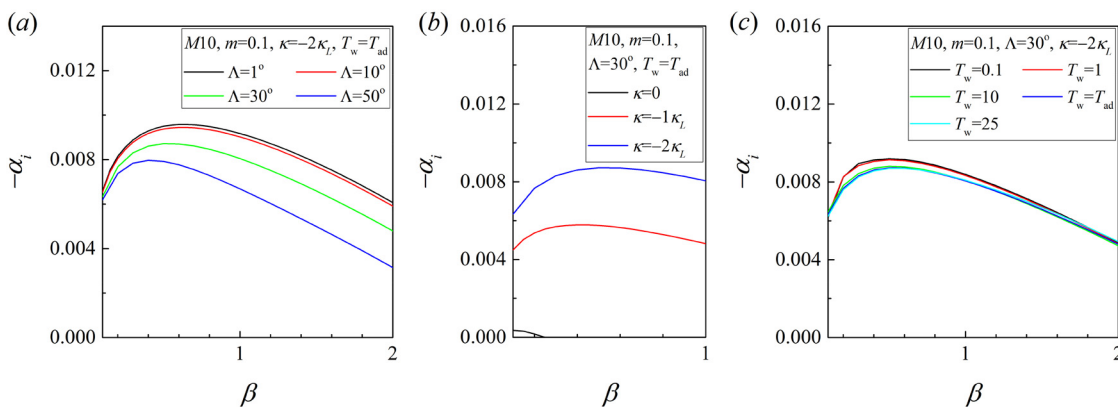 (a)
M10, m=0.1, κ=−2κL, Tw=Tad
Λ=1° Λ=10°
Λ=30° Λ=50°
0.012
0.008
0.004
0.000
−αi
1 2
β
(b)
0.016
M10, m=0.1,
Λ=30°, Tw=Tad
κ=0
κ=−1κL
κ=−2κL
0.012
0.008
0.004
0.000
−αi
1
β
(c)
0.016
M10, m=0.1, Λ=30°, κ=−2κL
Tw=0.1 Tw=1
Tw=10 Tw=Tad
Tw=25
0.012
0.008
0.004
0.000
−αi
1 2
β